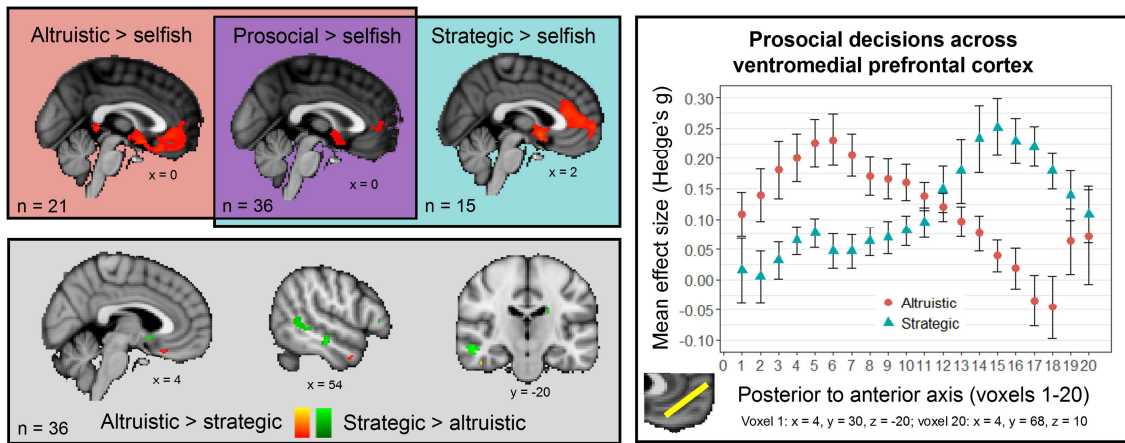 Altruistic > selfish
Prosocial > selfish
Strategic > selfish
x = 0
x = 0
x = 2
n = 21
n = 36
n = 15
x = 4
x = 54
y = -20
n = 36
Altruistic > strategic
Strategic > altruistic
Prosocial decisions across
ventromedial prefrontal cortex
Mean effect size (Hedge's g)
0.30
0.25
0.20
0.15
0.10
0.05
0.00
-0.05
-0.10
Altruistic
Strategic
0 1 2 3 4 5 6 7 8 9 10 11 12 13 14 15 16 17 18 19 20
Posterior to anterior axis (voxels 1-20)
Voxel 1: x = 4, y = 30, z = -20; voxel 20: x = 4, y = 68, z = 10